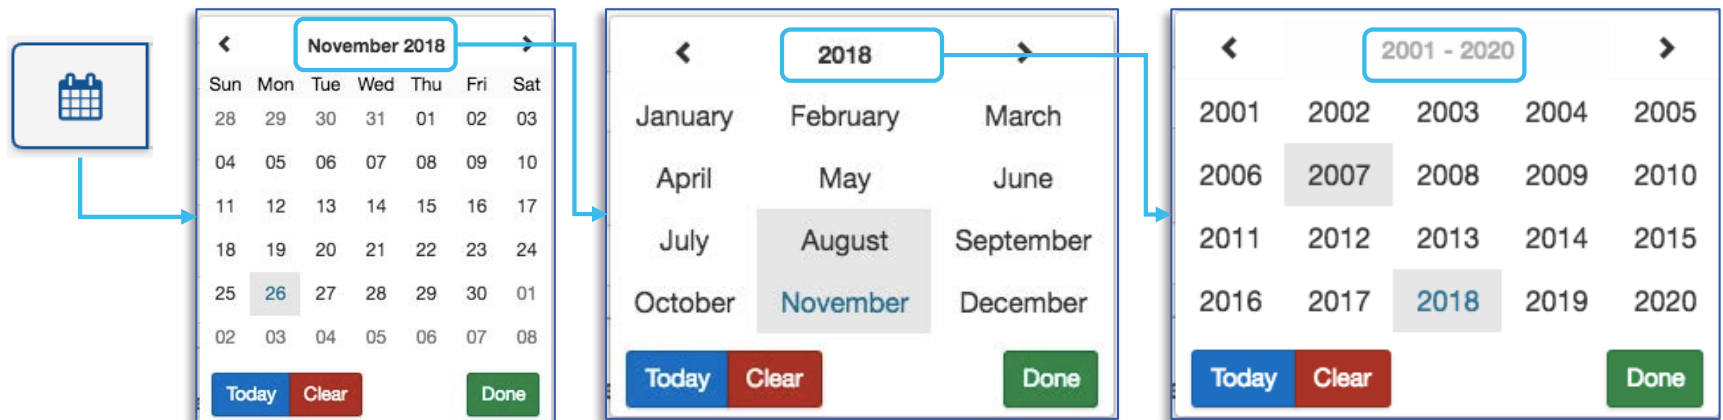 November 2018
Sun Mon Tue Wed Thu Fri Sat
28 29 30 31 01 02 03
04 05 06 07 08 09 10
11 12 13 14 15 16 17
18 19 20 21 22 23 24
25 26 27 28 29 30 01
02 03 04 05 06 07 08
Today Clear Done
2018
January February March
April May June
July August September
October November December
Today Clear Done
2001 - 2020
2001 2002 2003 2004 2005
2006 2007 2008 2009 2010
2011 2012 2013 2014 2015
2016 2017 2018 2019 2020
Today Clear Done